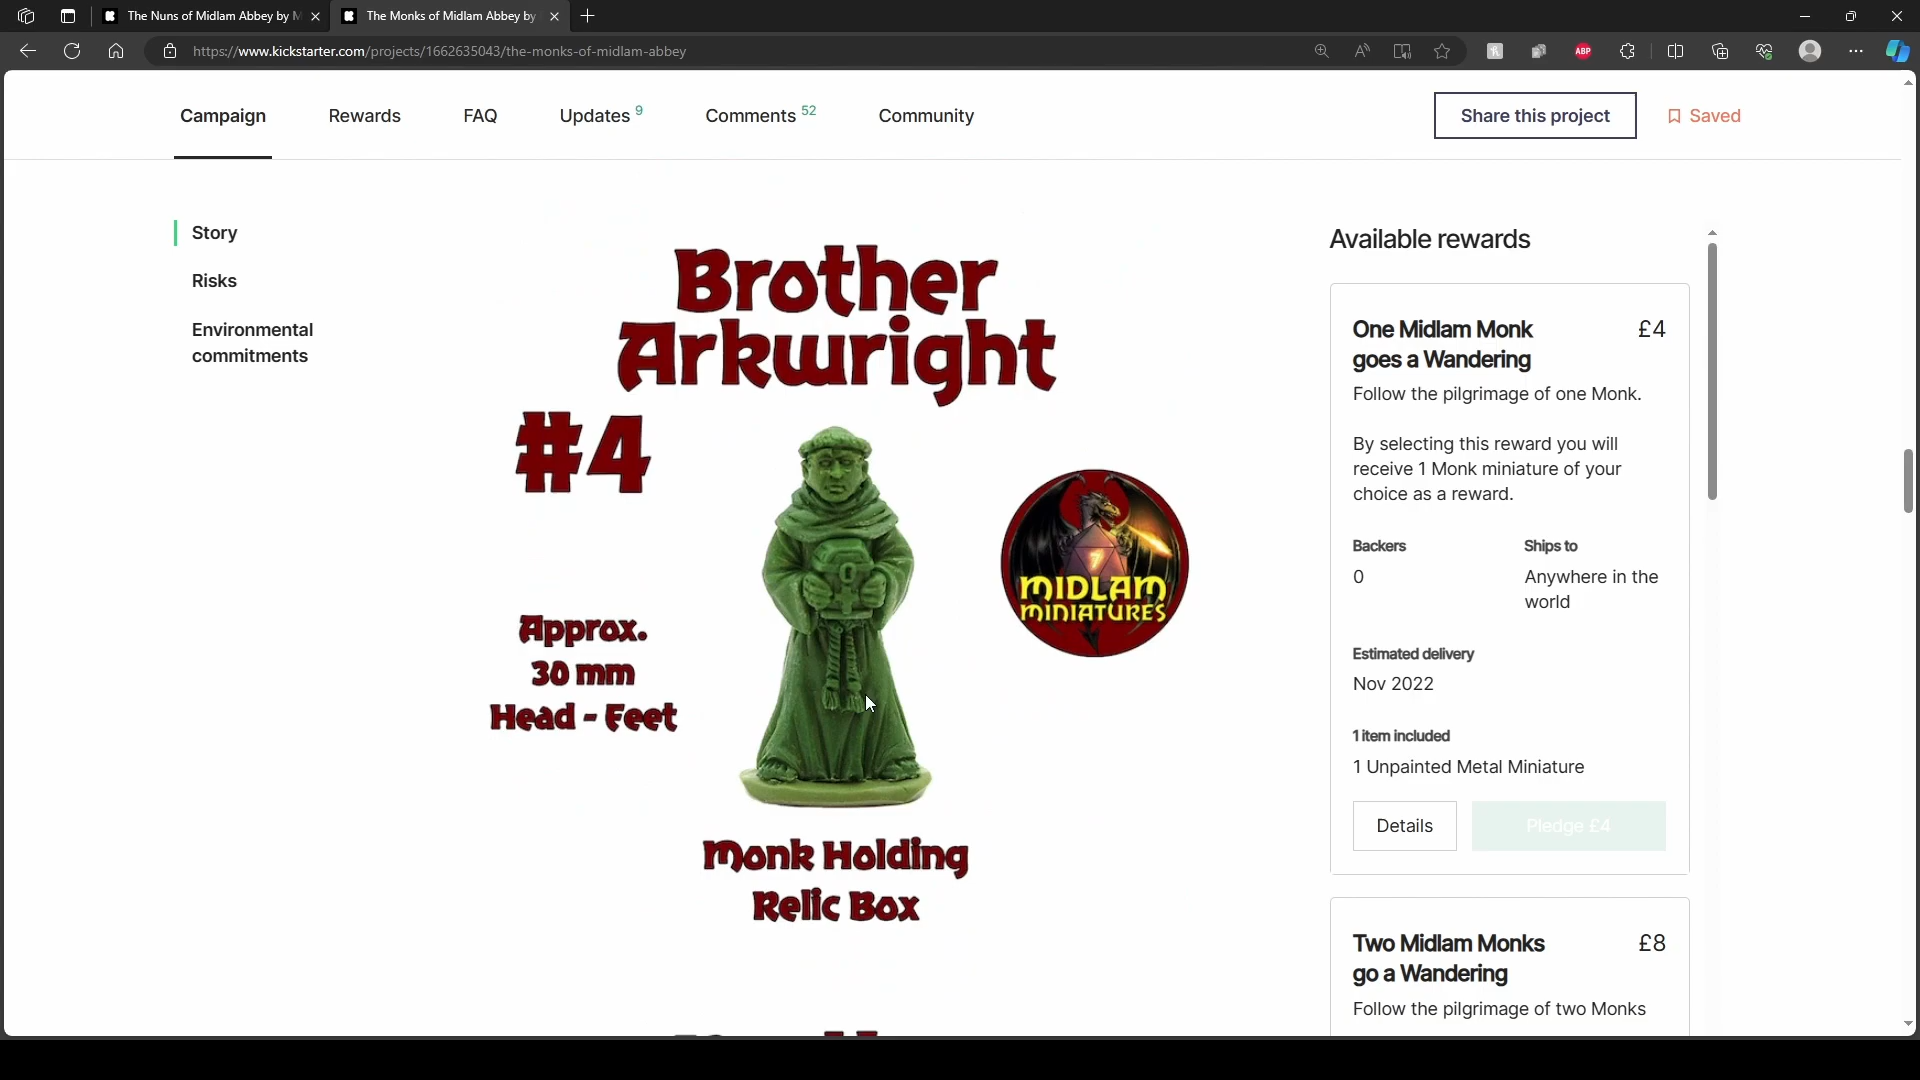 The Nuns of Midlam Abbey by M
The Monks of Midlam Abbey by
https://www.kickstarter.com/projects/1662635043/the-monks-of-midlam-abbey
ABP
Campaign
Rewards
FAQ
Updates 9
Comments 52
Community
Share this project
Saved
Story
Risks
Environmental
commitments
Brother
Arkwright
#4
MIDLAM
MINIATURES
Approx.
30 mm
Head - Feet
Monk Holding
Relic Box
Available rewards
One Midlam Monk
goes a Wandering
£4
Follow the pilgrimage of one Monk.
By selecting this reward you will
receive 1 Monk miniature of your
choice as a reward.
Backers
0
Ships to
Anywhere in the
world
Estimated delivery
Nov 2022
1 item included
1 Unpainted Metal Miniature
Details
Pledge £4
Two Midlam Monks
go a Wandering
£8
Follow the pilgrimage of two Monks